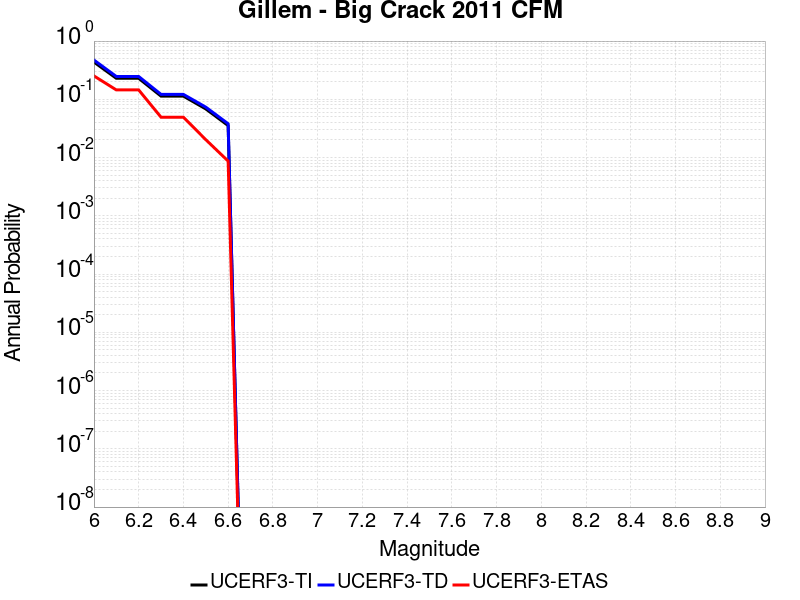 Gillem - Big Crack 2011 CFM
10^0
10^-1
10^-2
10^-3
10^-4
10^-5
10^-6
10^-7
10^-8
Annual Probability
6 6.2 6.4 6.6 6.8 7 7.2 7.4 7.6 7.8 8 8.2 8.4 8.6 8.8 9
Magnitude
UCERF3-TI UCERF3-TD UCERF3-ETAS